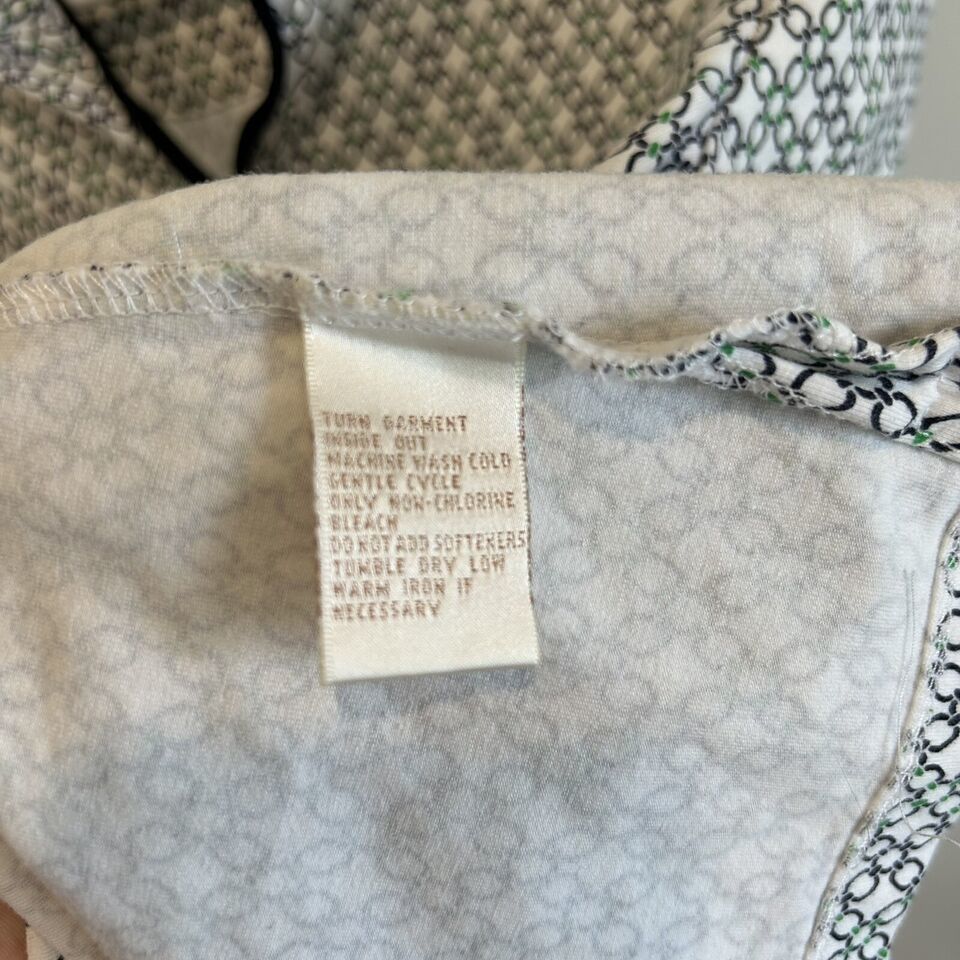 TURN GARMENT
INSIDE OUT
MACHINE WASH COLD
GENTLE CYCLE
ONLY NON-CHLORINE
BLEACH
DO NOT ADD SOFTENERS
TUMBLE DRY LOW
WARM IRON IF
NECESSARY